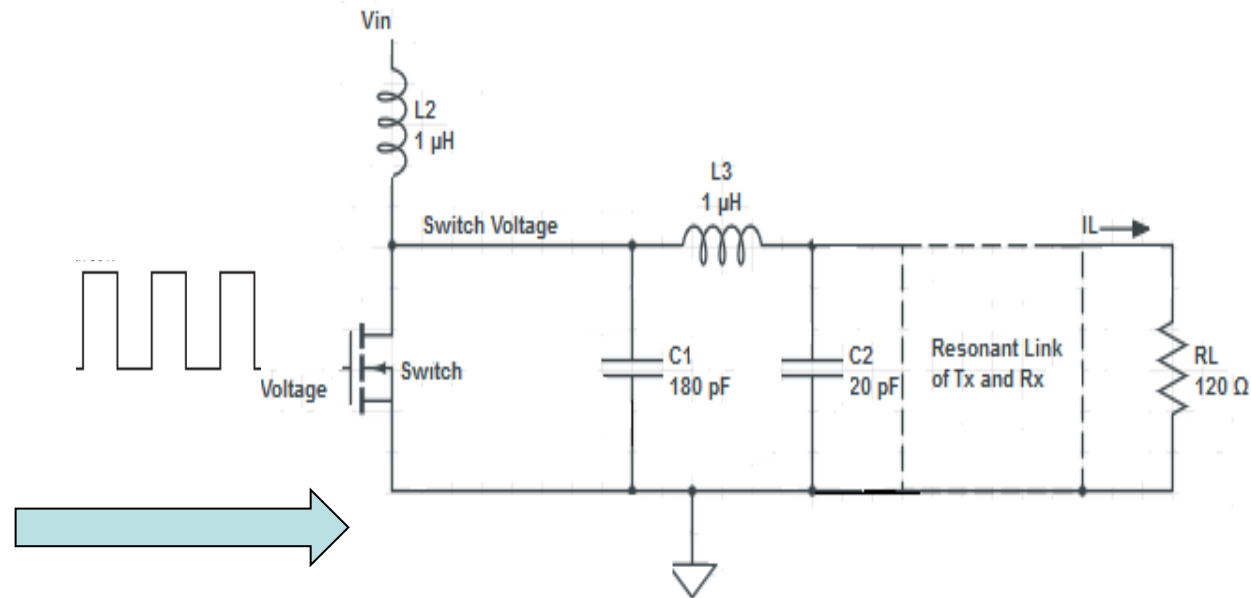 Vin
L2
1 µH
L3
1 µH
Switch Voltage
IL
Voltage
Switch
C1
180 pF
C2
20 pF
Resonant Link
of Tx and Rx
RL
120 Ω